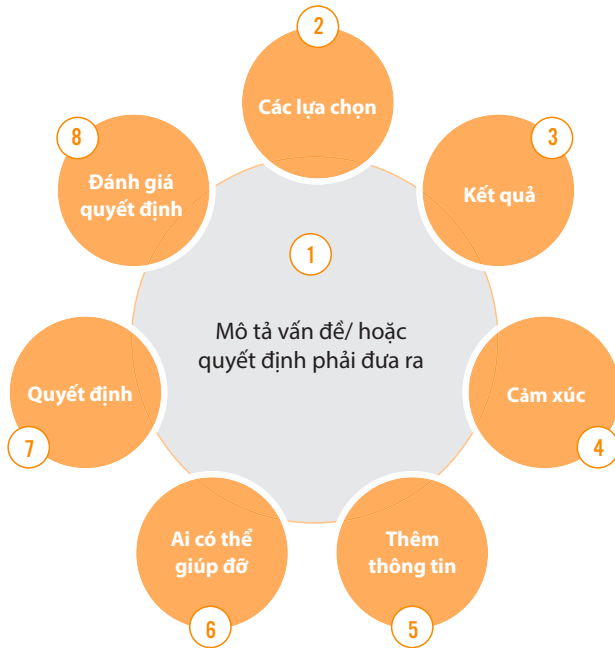 1
Mô tả vấn đề/ hoặc
quyết định phải đưa ra
2
Các lựa chọn
3
Kết quả
Cảm xúc
4
Thêm
thông tin
5
Ai có thể
giúp đỡ
6
Quyết định
7
8
Đánh giá
quyết định